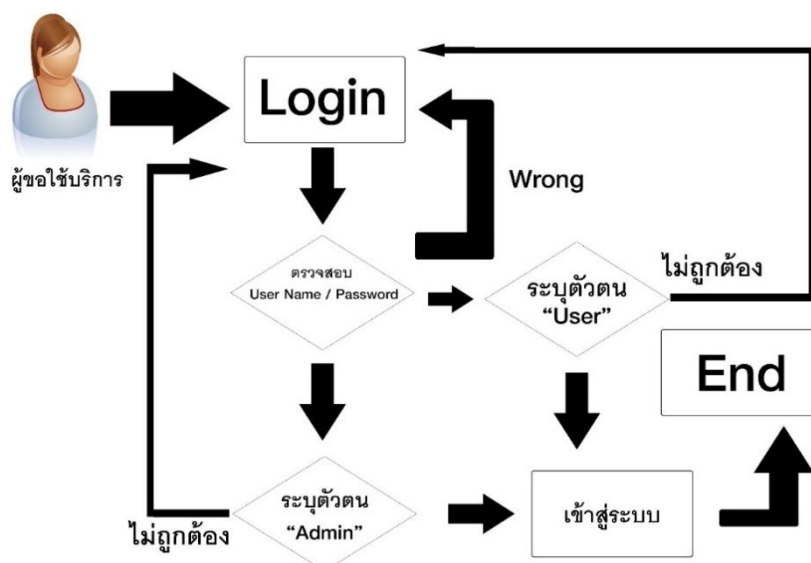 Login
ผู้ขอใช้บริการ
Wrong
ตรวจสอบ
User Name / Password
ระบุตัวตน
“User”
ไม่ถูกต้อง
End
ระบุตัวตน
“Admin”
ไม่ถูกต้อง
เข้าสู่ระบบ